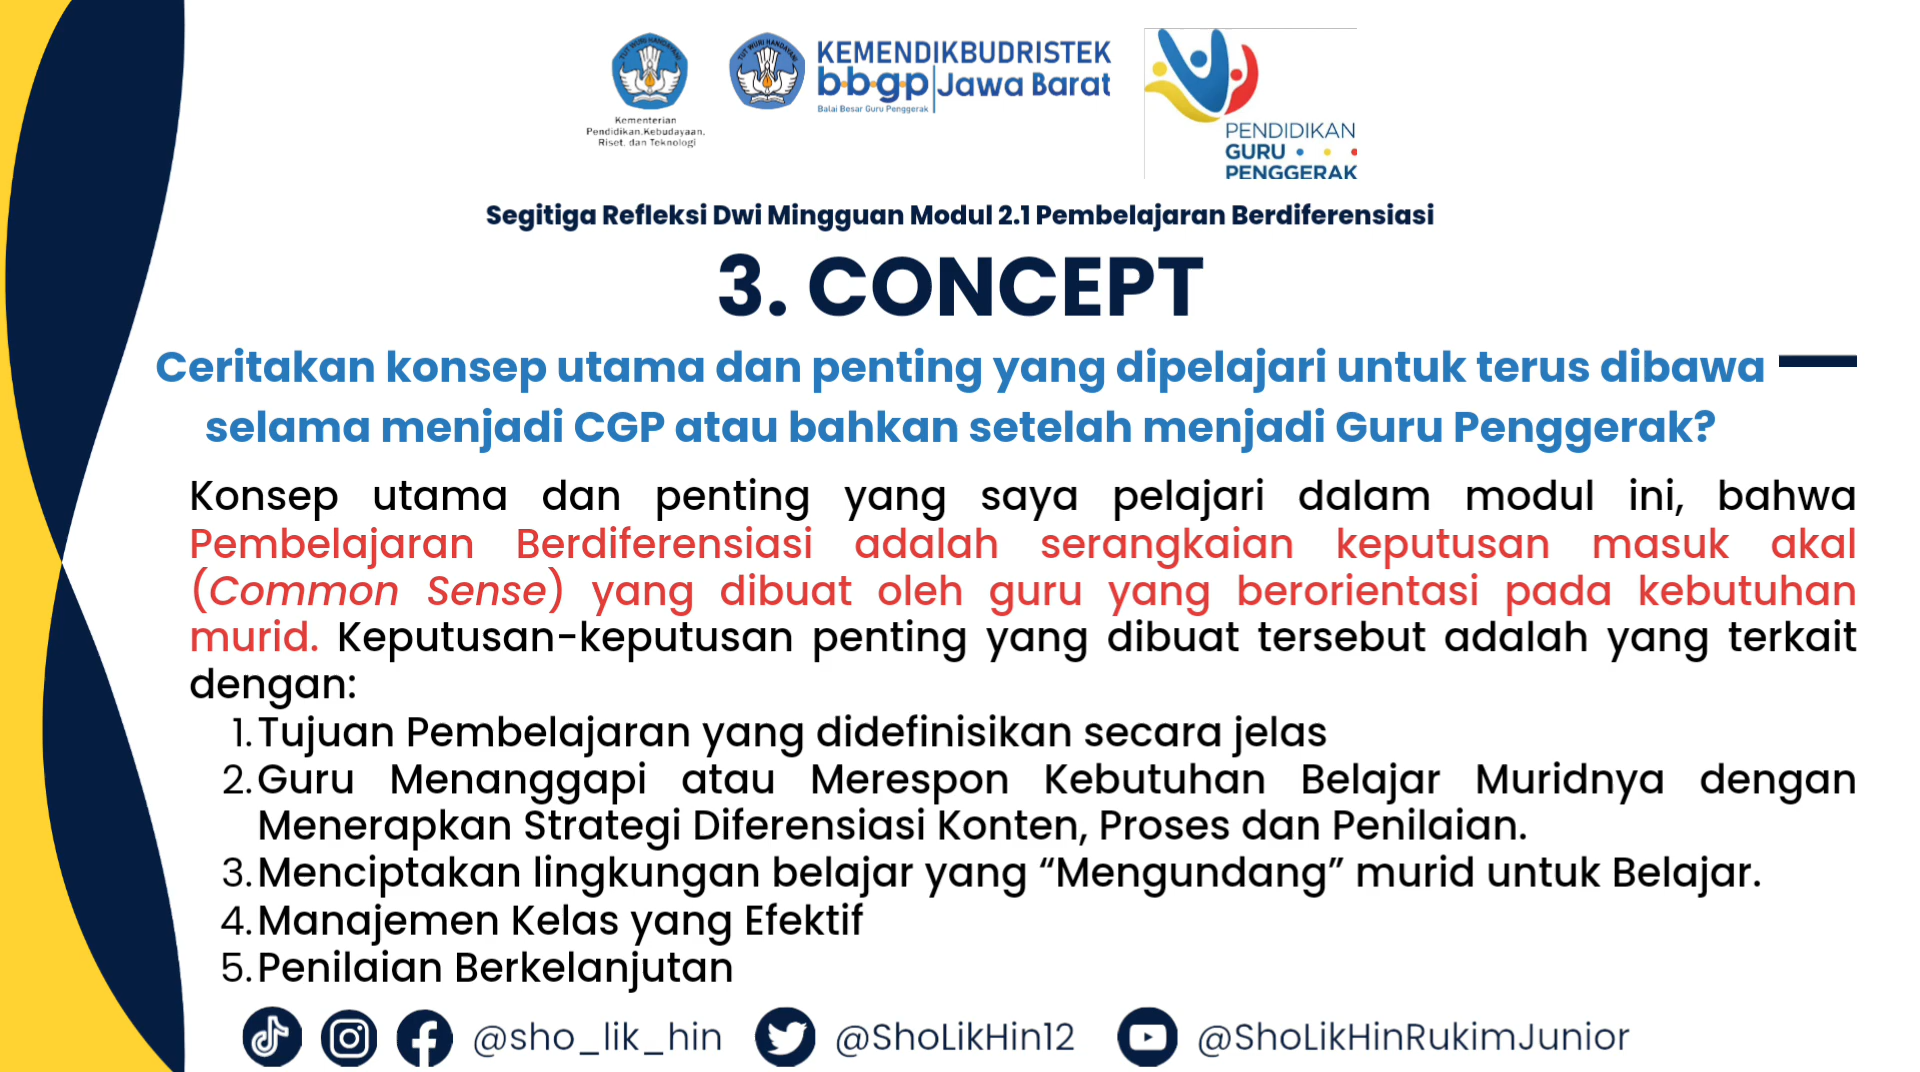 TUT WURI HANDAYANI
Kementerian
Pendidikan, Kebudayaan,
Riset, dan Teknologi
TUT WURI HANDAYANI
KEMENDIKBUDRISTEK
bbgp Jawa Barat
Balai Besar Guru Penggerak
PENDIDIKAN
GURU
PENGGERAK
Segitiga Refleksi Dwi Mingguan Modul 2.1 Pembelajaran Berdiferensiasi
3. CONCEPT
Ceritakan konsep utama dan penting yang dipelajari untuk terus dibawa
selama menjadi CGP atau bahkan setelah menjadi Guru Penggerak?
Konsep utama dan penting yang saya pelajari dalam modul ini, bahwa
Pembelajaran Berdiferensiasi adalah serangkaian keputusan masuk akal
(Common Sense) yang dibuat oleh guru yang berorientasi pada kebutuhan
murid. Keputusan-keputusan penting yang dibuat tersebut adalah yang terkait
dengan:
1. Tujuan Pembelajaran yang didefinisikan secara jelas
2. Guru Menanggapi atau Merespon Kebutuhan Belajar Muridnya dengan
Menerapkan Strategi Diferensiasi Konten, Proses dan Penilaian.
3. Menciptakan lingkungan belajar yang “Mengundang” murid untuk Belajar.
4. Manajemen Kelas yang Efektif
5. Penilaian Berkelanjutan
@sho_lik_hin @ShoLikHin12 @ShoLikHinRukimJunior